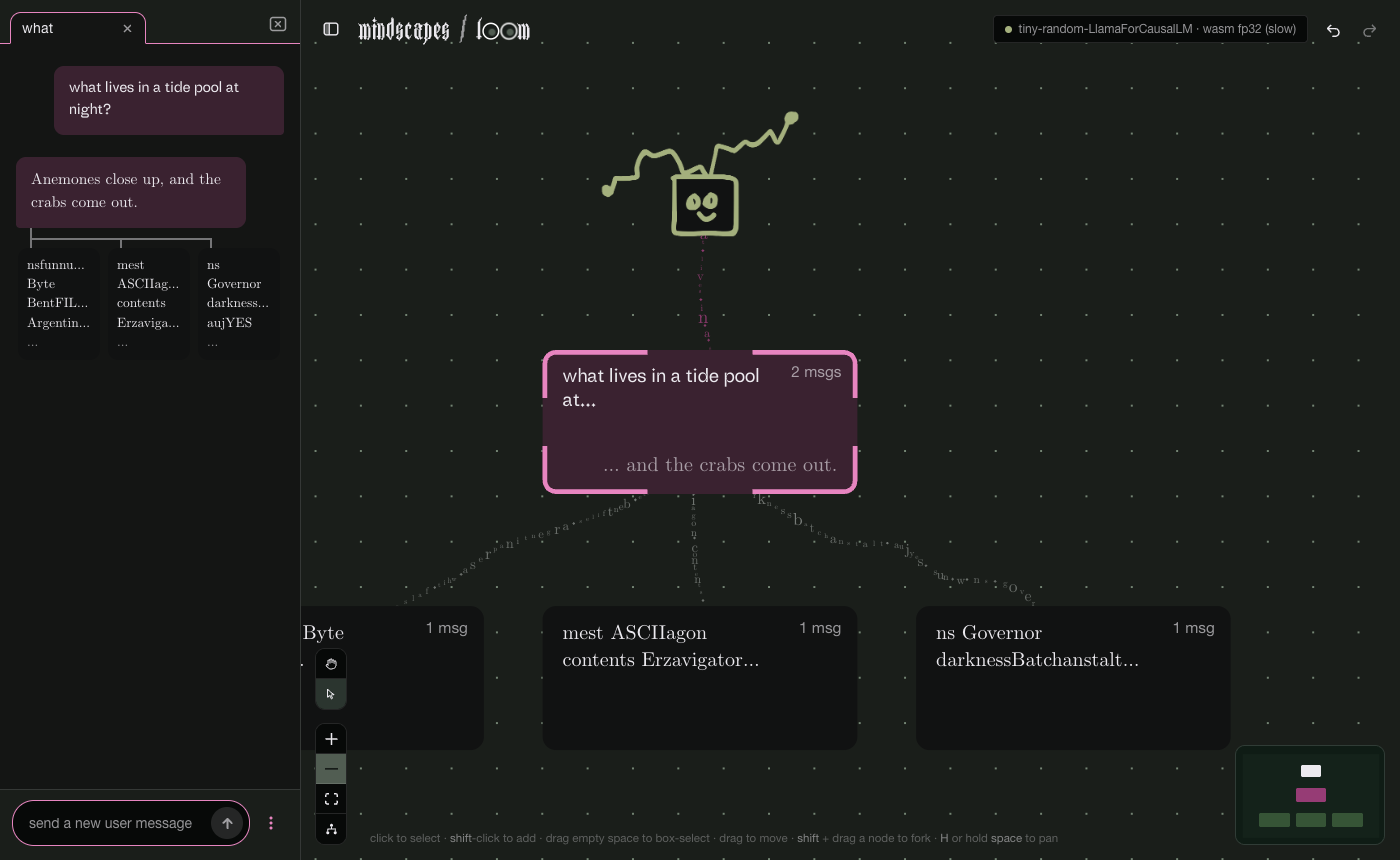 what
what lives in a tide pool at
night?
Anemones close up, and the
crabs come out.
nsfunnu...
Byte
BentFIL...
Argentin...
...
mest
ASCIIag...
contents
Erzaviga...
...
ns
Governor
darkness...
aujYES
...
send a new user message
mindscapes / loom
tiny-random-LlamaForCausalLM · wasm fp32 (slow)
what lives in a tide pool
at...
2 msgs
... and the crabs come out.
Byte
.
1 msg
mest ASCIIagon
contents Erzavigator...
1 msg
ns Governor
darknessBatchanstalt...
1 msg
click to select · shift-click to add · drag empty space to box-select · drag to move · shift + drag a node to fork · H or hold space to pan